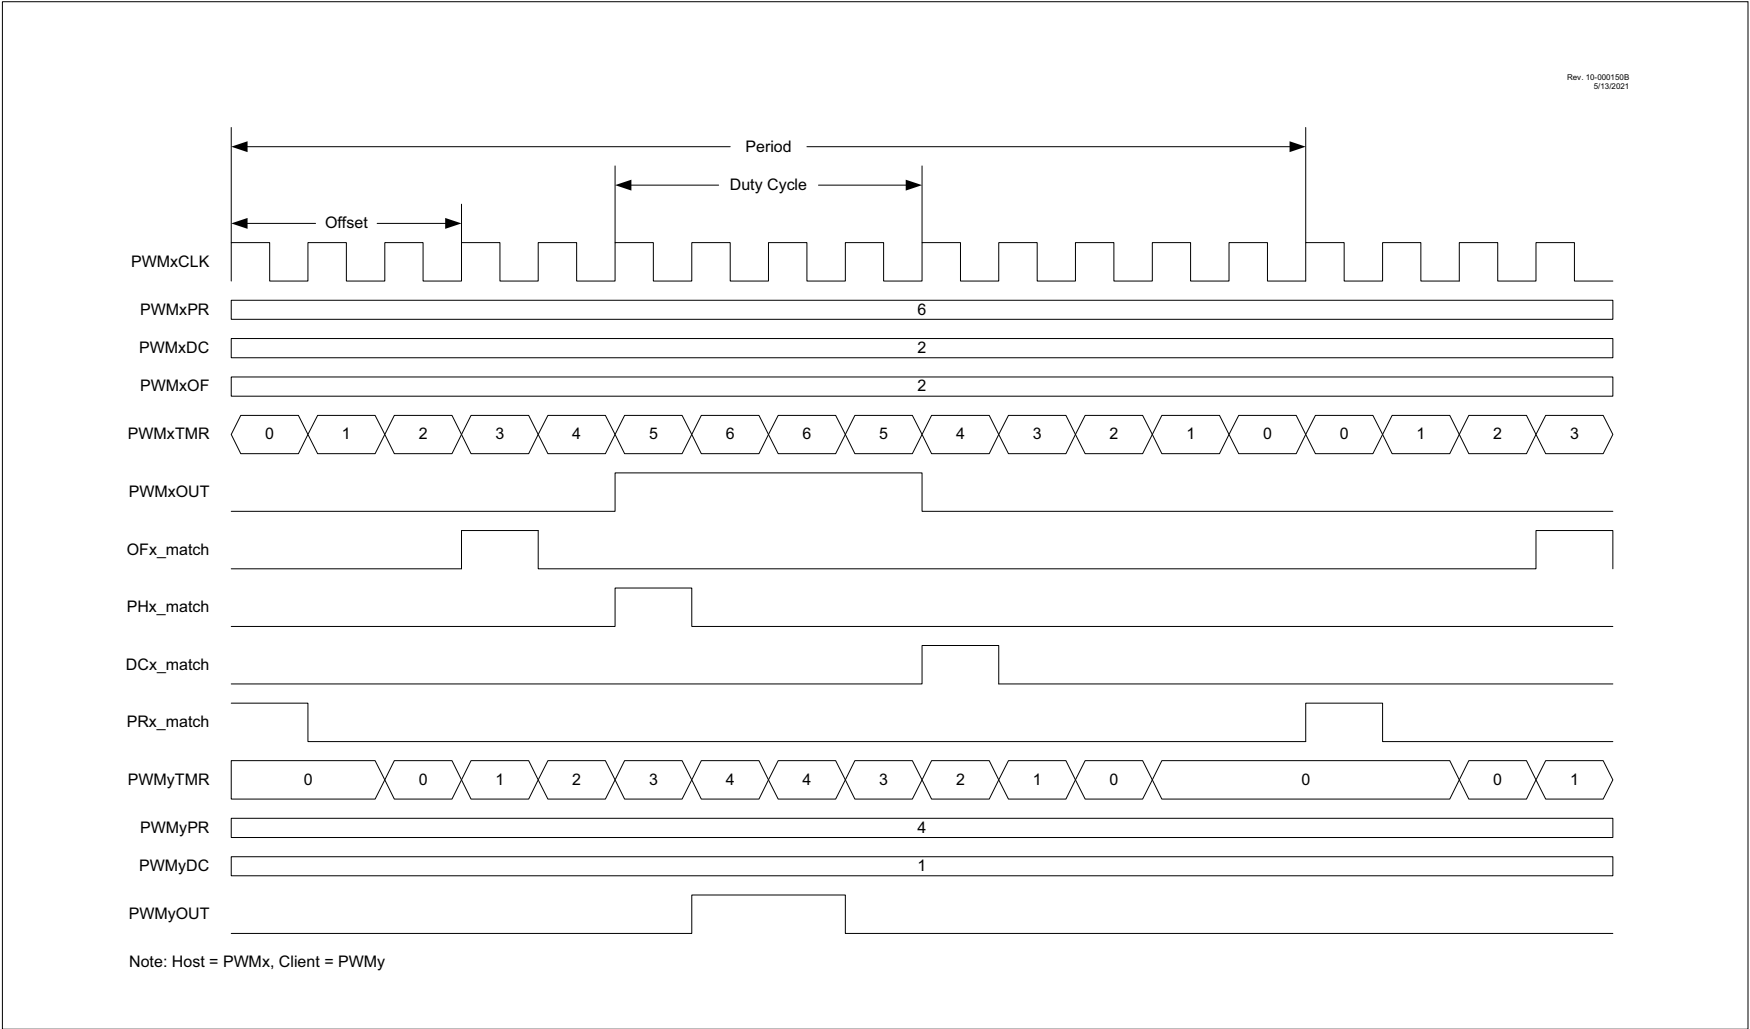 Rev. 10-000150B
5/13/2021
Period
Duty Cycle
Offset
PWMxCLK
PWMxPR 6
PWMxDC 2
PWMxOF 2
PWMxTMR 0 1 2 3 4 5 6 6 5 4 3 2 1 0 0 1 2 3
PWMxOUT
OFx_match
PHx_match
DCx_match
PRx_match
PWMyTMR 0 0 1 2 3 4 4 3 2 1 0 0 0 1
PWMyPR 4
PWMyDC 1
PWMyOUT
Note: Host = PWMx, Client = PWMy